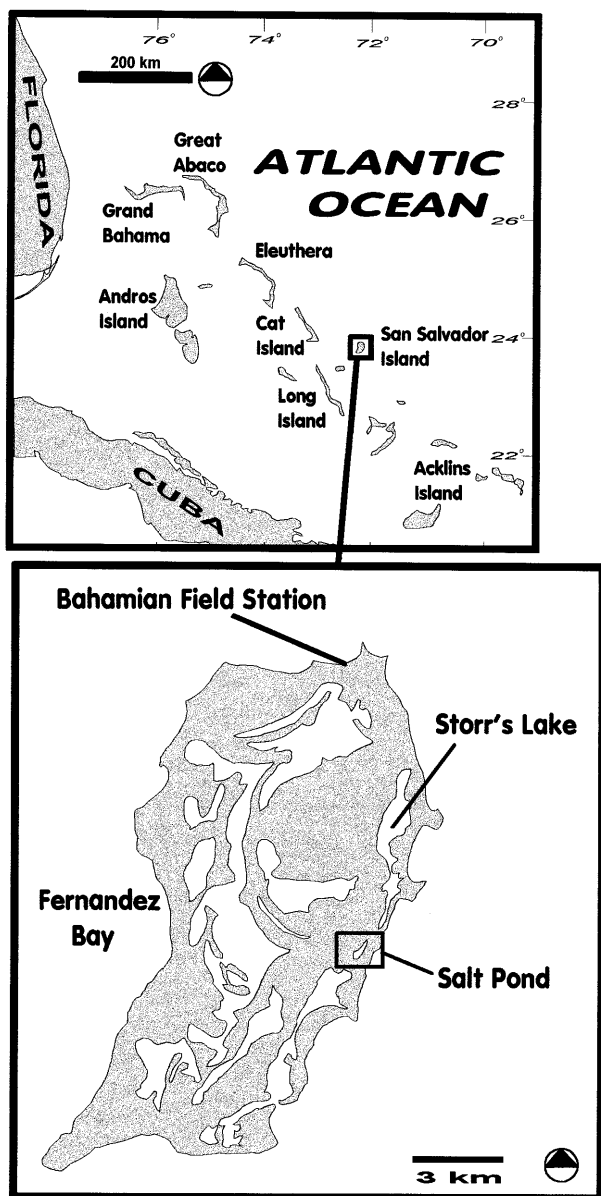 76°
74°
72°
70°
200 km
28°
FLORIDA
Great
Abaco
ATLANTIC
OCEAN
Grand
Bahama
26°
Eleuthera
Andros
Island
Cat
Island
San Salvador
Island
24°
Long
Island
22°
Acklins
Island
CUBA
Bahamian Field Station
Storr's Lake
Fernandez
Bay
Salt Pond
3 km